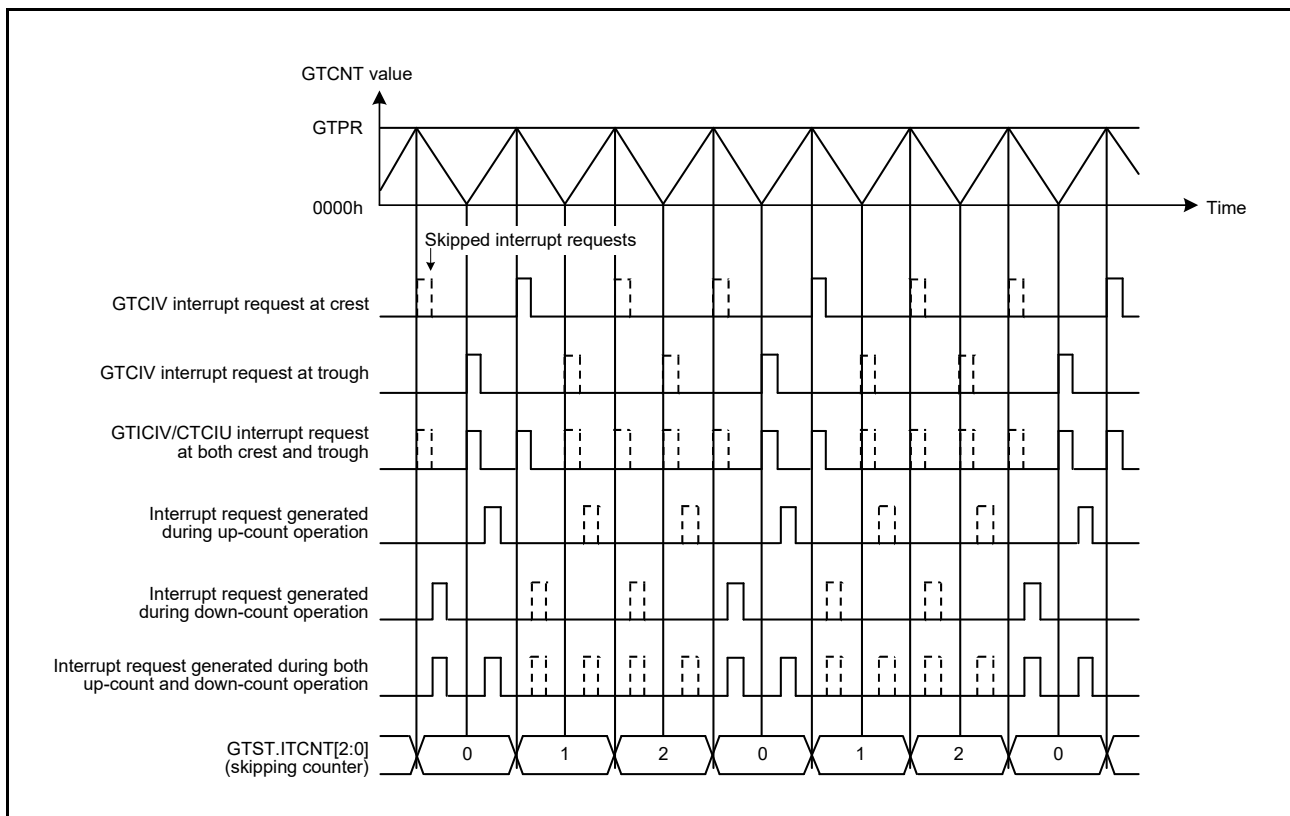 GTCNT value
GTPR
0000h
Time
Skipped interrupt requests
GTCIV interrupt request at crest
GTCIV interrupt request at trough
GTICIV/CTCIU interrupt request
at both crest and trough
Interrupt request generated
during up-count operation
Interrupt request generated
during down-count operation
Interrupt request generated during both
up-count and down-count operation
GTST.ITCNT[2:0]
(skipping counter)
0 1 2 0 1 2 0